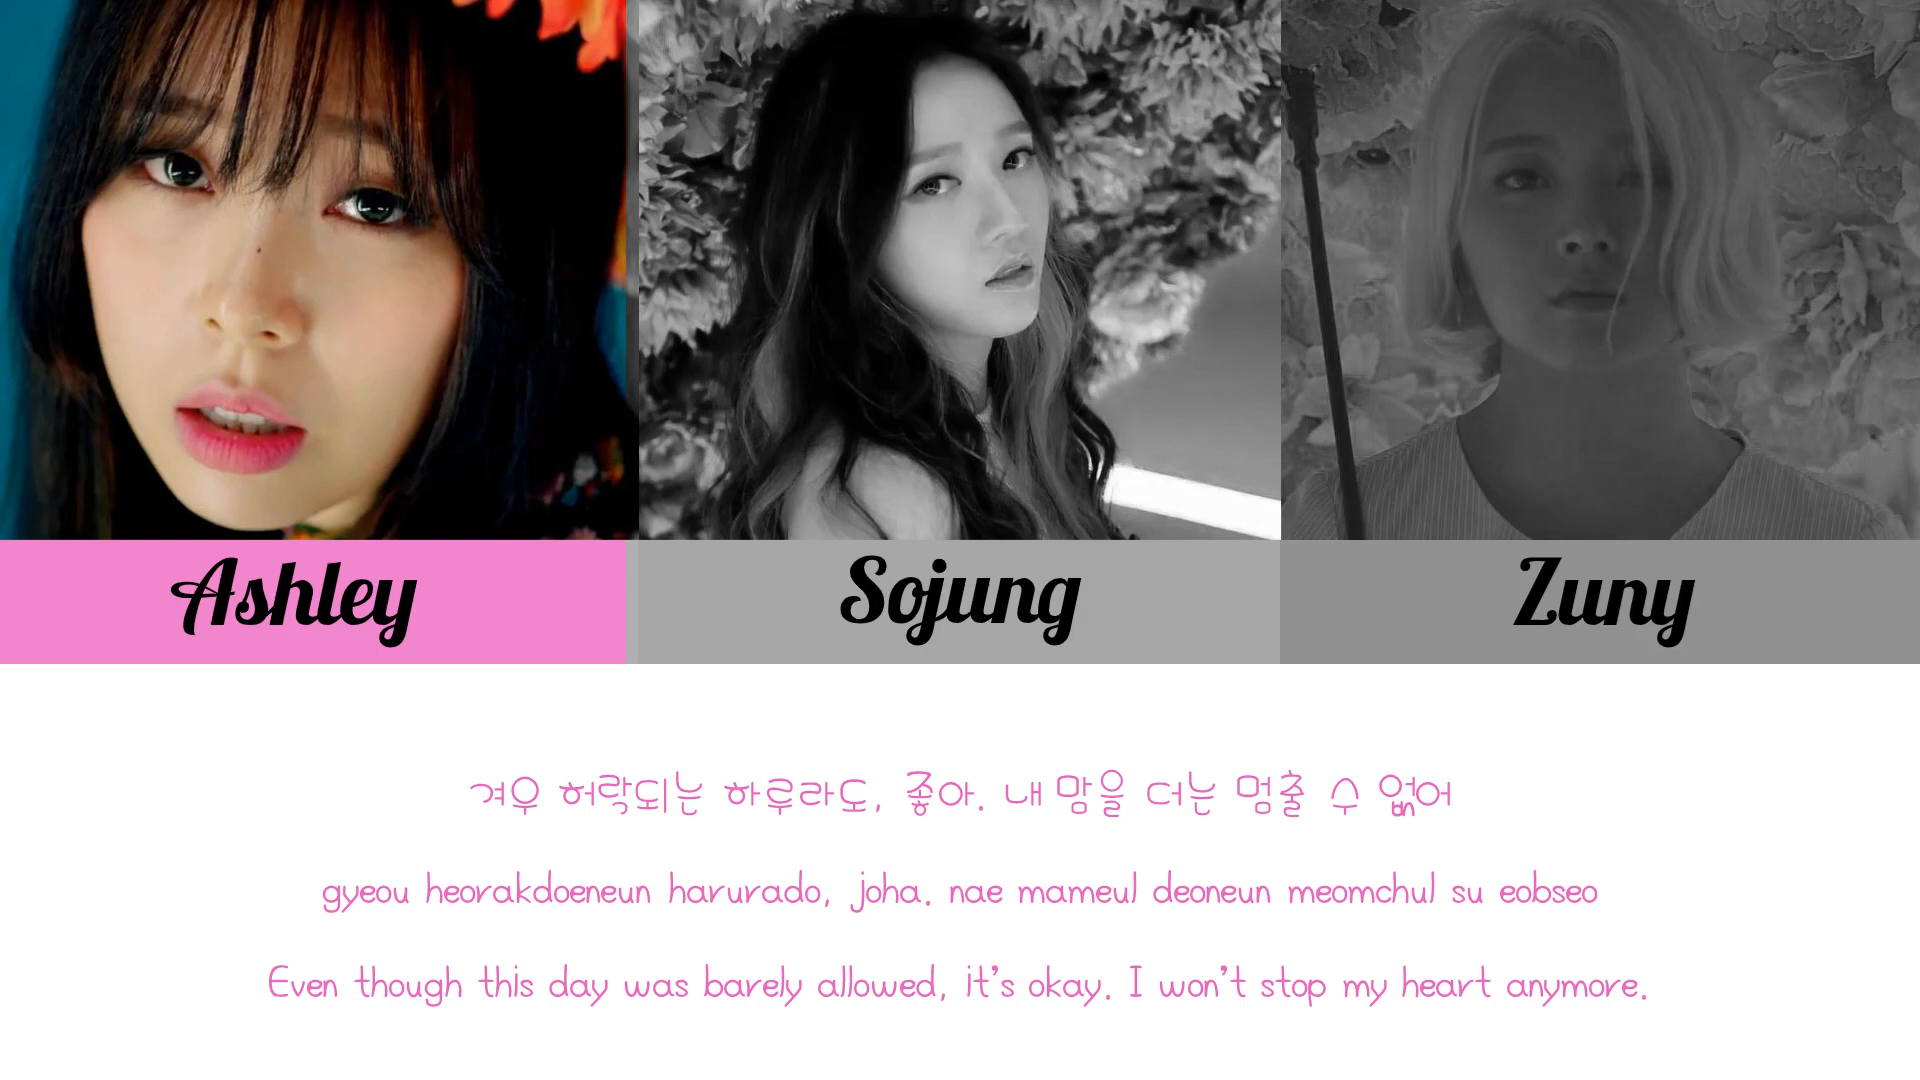 Ashley
Sojung
Zuny
겨우 허락되는 하루라도, 좋아. 내 맘을 더는 멈출 수 없어
gyeou heorakdoeneun harurado, joha. nae mameul deoneun meomchul su eobseo
Even though this day was barely allowed, it's okay. I won't stop my heart anymore.